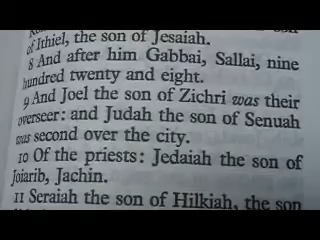 of Ithiel, the son of Jesaiah.
8 And after him Gabbai, Sallai, nine
hundred twenty and eight.
9 And Joel the son of Zichri was their
overseer: and Judah the son of Senuah
was second over the city.
10 Of the priests: Jedaiah the son of
Joiarib, Jachin.
11 Seraiah the son of Hilkiah, the son